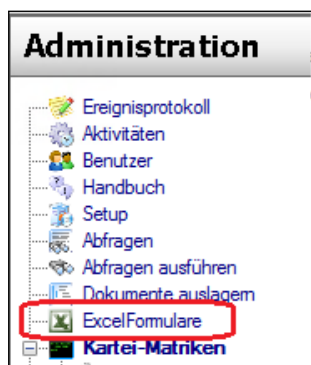 Administration
Ereignisprotokoll
Aktivitäten
Benutzer
Handbuch
Setup
Abfragen
Abfragen ausführen
Dokumente auslagern
ExcelFormulare
Kartei-Matriken